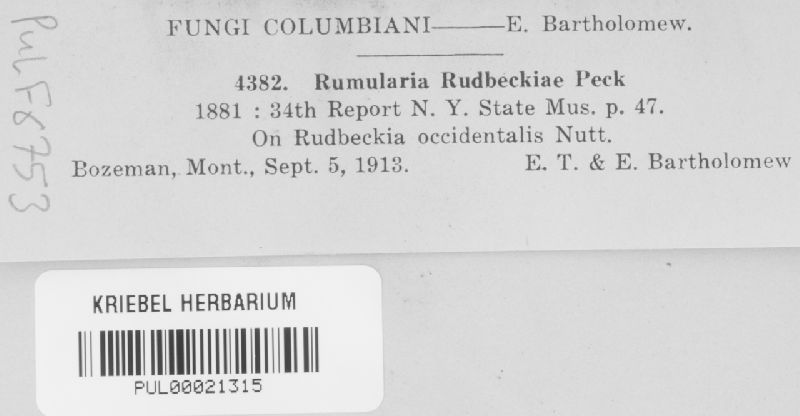 FUNGI COLUMBIANI——E. Bartholomew.
4382. Rumularia Rudbeckiae Peck
1881 : 34th Report N. Y. State Mus. p. 47.
On Rudbeckia occidentalis Nutt.
Bozeman, Mont., Sept. 5, 1913. E. T. & E. Bartholomew
PUL F8753
KRIEBEL HERBARIUM
PUL00021315